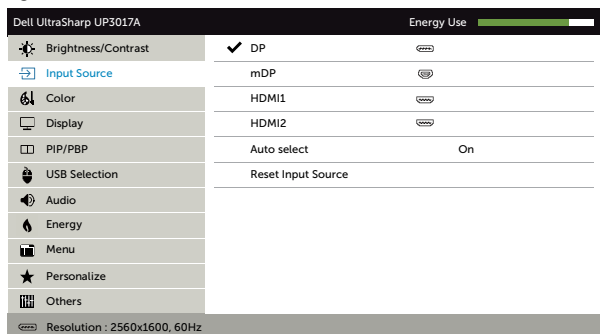 Dell UltraSharp UP3017A Energy Use
Brightness/Contrast DP
Input Source mDP
Color HDMI1
Display HDMI2
PIP/PBP Auto select On
USB Selection Reset Input Source
Audio
Energy
Menu
Personalize
Others
Resolution : 2560x1600, 60Hz